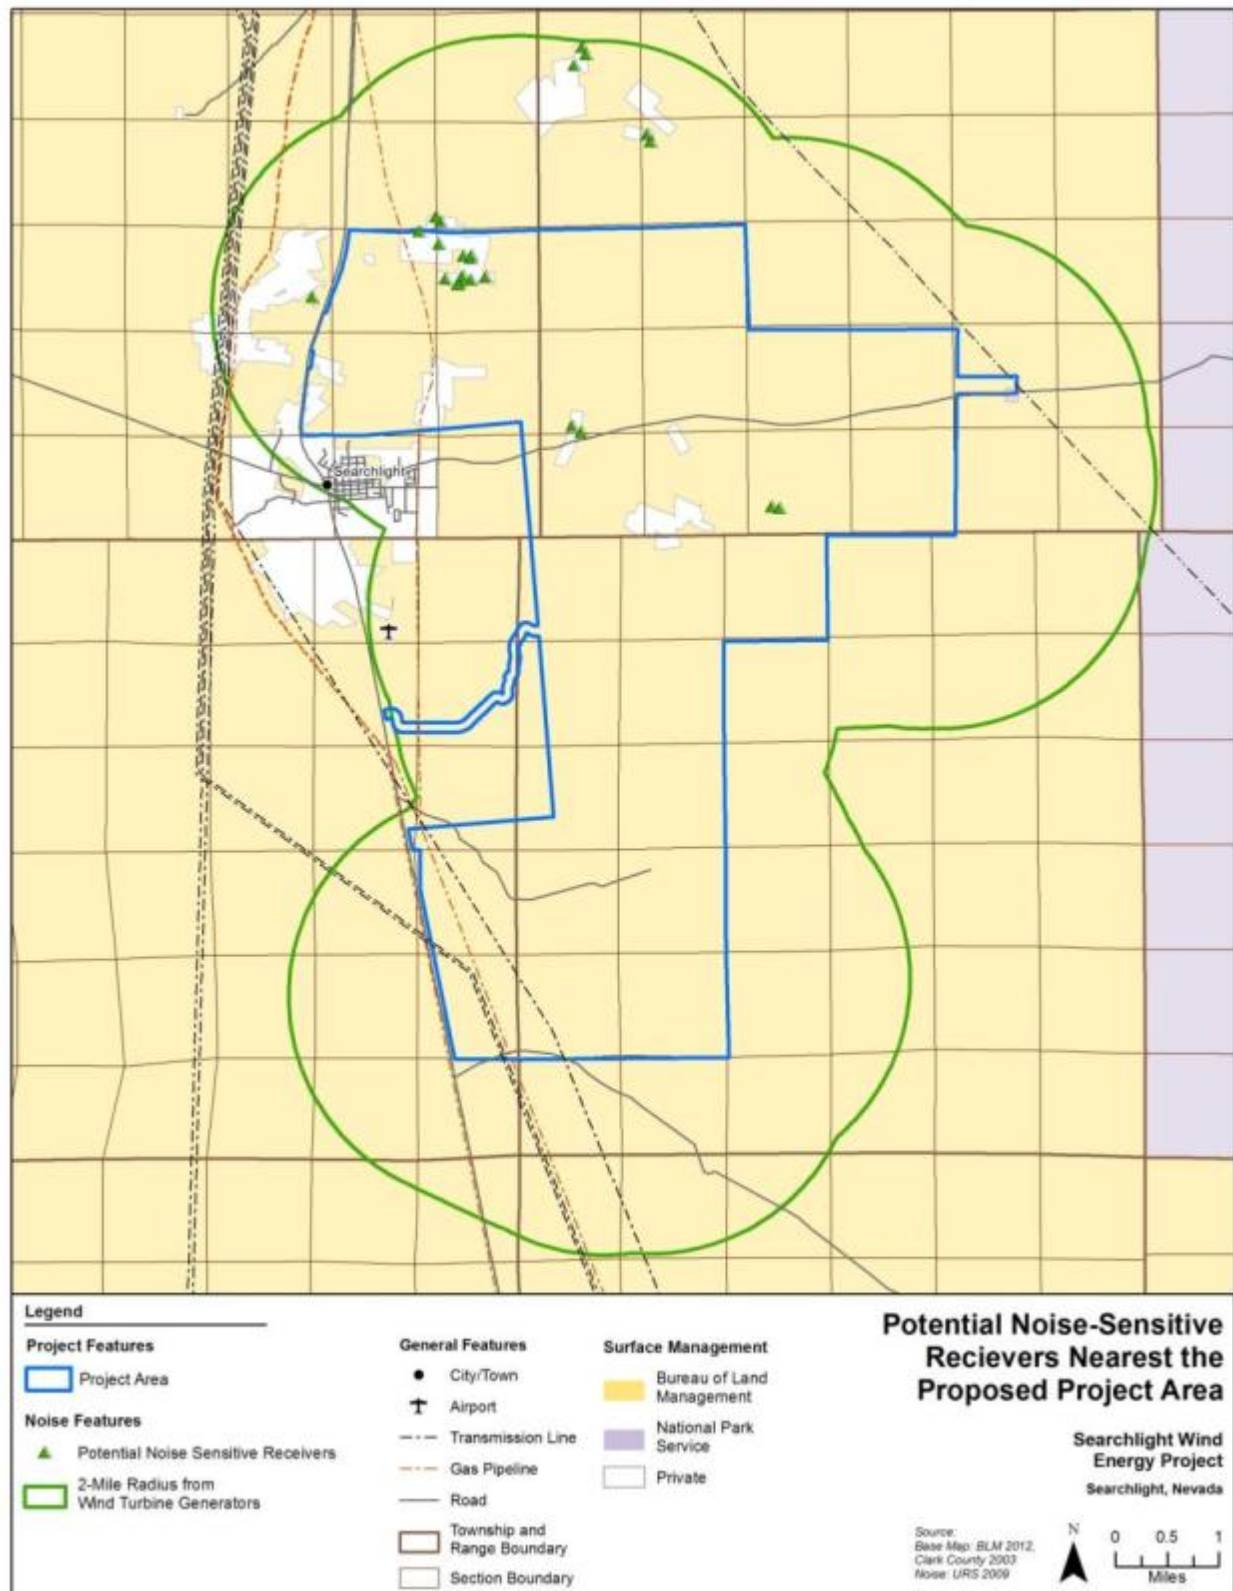 Searchlight
Legend
Project Features
Project Area
Noise Features
Potential Noise Sensitive Receivers
2-Mile Radius from
Wind Turbine Generators
General Features
City/Town
Airport
Transmission Line
Gas Pipeline
Road
Township and
Range Boundary
Section Boundary
Surface Management
Bureau of Land
Management
National Park
Service
Private
Potential Noise-Sensitive
Recievers Nearest the
Proposed Project Area
Searchlight Wind
Energy Project
Searchlight, Nevada
Source:
Base Map: BLM 2012,
Clark County 2003
Noise: URS 2009
N
0 0.5 1
Miles